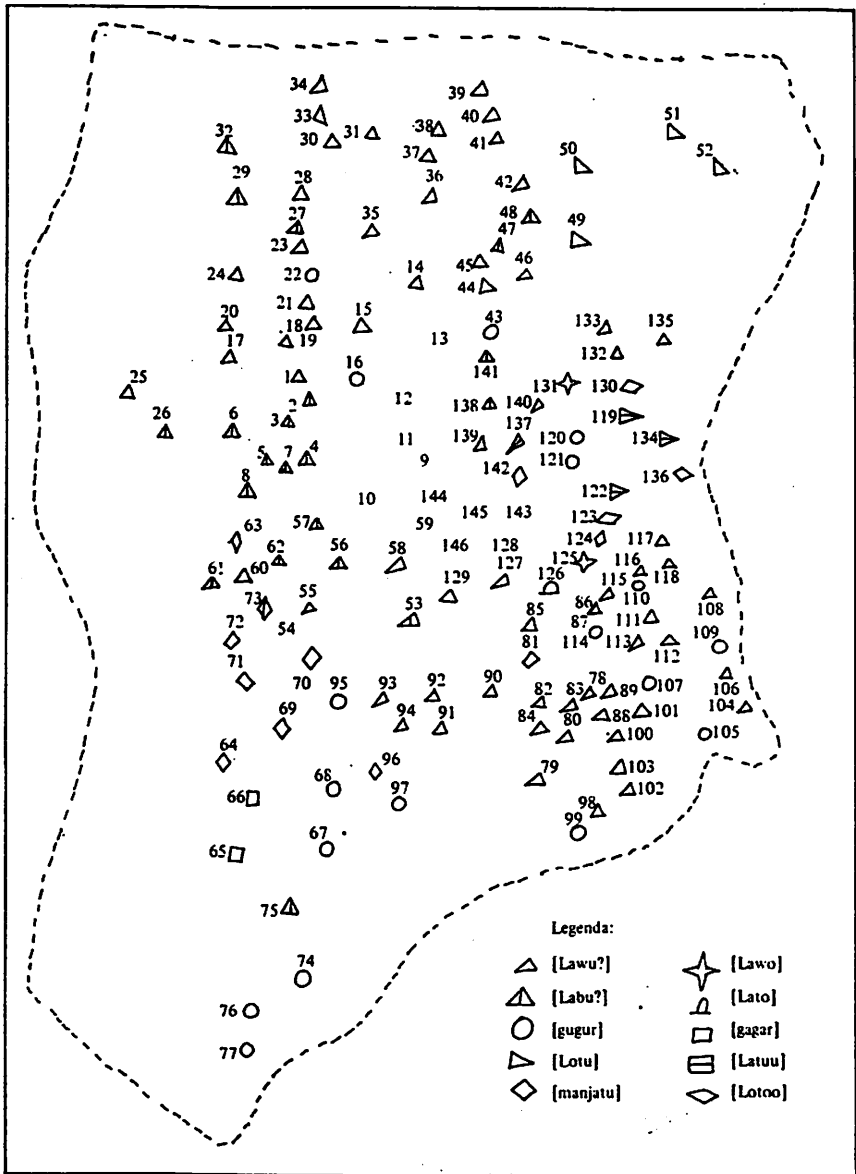 34 39
33 40 51
32 30 31 38 41 50 52
37
29 28 36 42
27 35 48 49
23 47
24 22 14 45 46
44
21
20 18 15 43 133 135
17 19 13 132
16 141
25 1 131 130
2 12 138 140 119
26 6 3 137
11 139 120 134
5 7 4 9 142 121 136
8 122
10 144
57 59 145 143 123
63 146 128 124 117
62 56 58 125 116
61 60 127 126 115 118
73 55 129 110 108
53 85 86 111
72 54 87 114 113 109
71 81 112
70 95 93 92 90 82 83 78 89 107 106
69 94 91 84 80 88 101 104
64 96 100 105
68 79 103
66 97 98 102
99
67
65
75
74
76
77
Legenda:
[Lawu?] [Lawo]
[Labu?] [Lato]
[gugur] [gagar]
[Lotu] [Latuu]
[manjatu] [Lotoo]